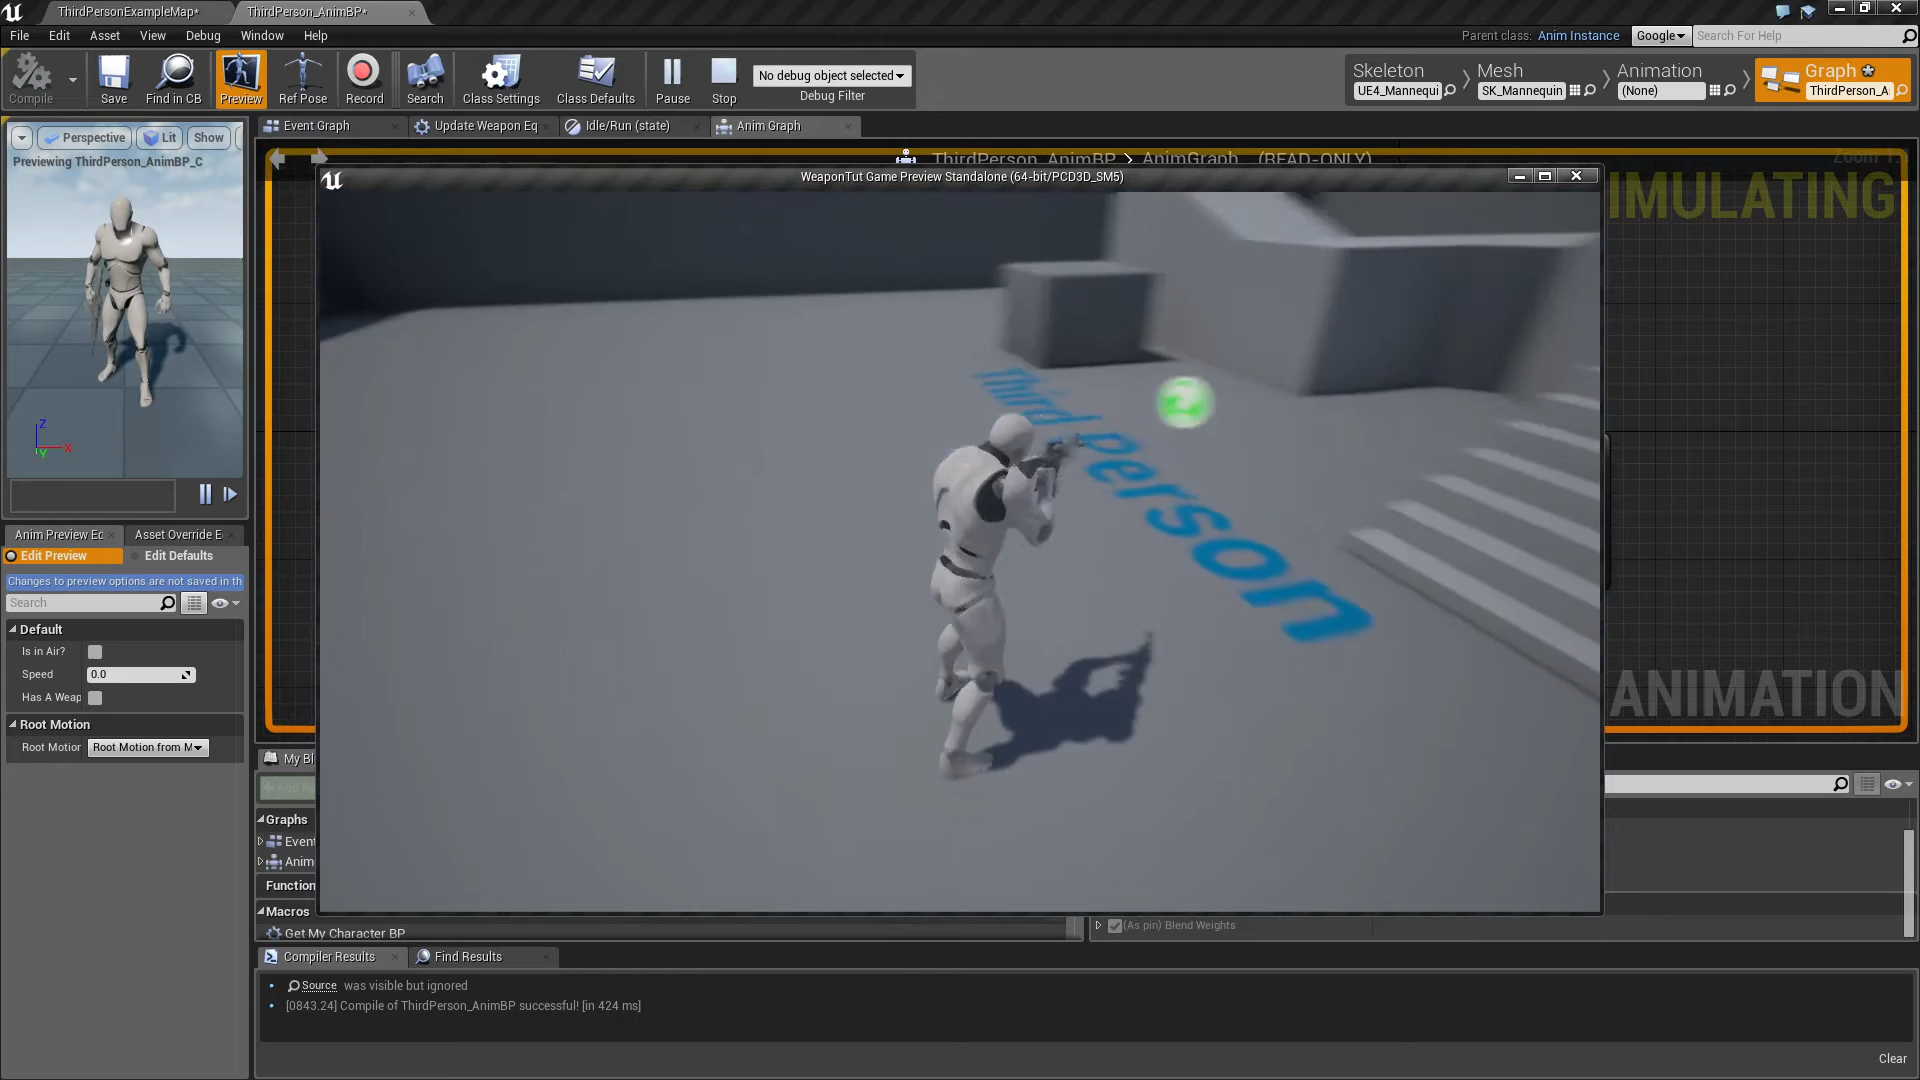 ThirdPersonExampleMap*
ThirdPerson_AnimBP*
File Edit Asset View Debug Window Help
Parent class: Anim Instance Google Search For Help
Compile Save Find in CB Preview Ref Pose Record Search Class Settings Class Defaults Pause Stop
No debug object selected
Debug Filter
Skeleton
UE4_Mannequi
Mesh
SK_Mannequin
Animation
(None)
Graph
ThirdPerson_A
Perspective Lit Show
Previewing ThirdPerson_AnimBP_C
Event Graph Update Weapon Eq Idle/Run (state) Anim Graph
ThirdPerson_AnimBP > AnimGraph (READ-ONLY)
Zoom 1:
IMULATING
WeaponTut Game Preview Standalone (64-bit/PCD3D_SM5)
Third Person
Z
X
Y
ANIMATION
Anim Preview Ec Asset Override E
Edit Preview Edit Defaults
Changes to preview options are not saved in th
Search
Default
Is in Air?
Speed 0.0
Has A Weap
Root Motion
Root Motior Root Motion from M
My Bl
+ Add
Graphs
Even
Anim
Function
Macros
Get My Character BP
(As pin) Blend Weights
Compiler Results Find Results
Source was visible but ignored
[0843.24] Compile of ThirdPerson_AnimBP successful! [in 424 ms]
Clear